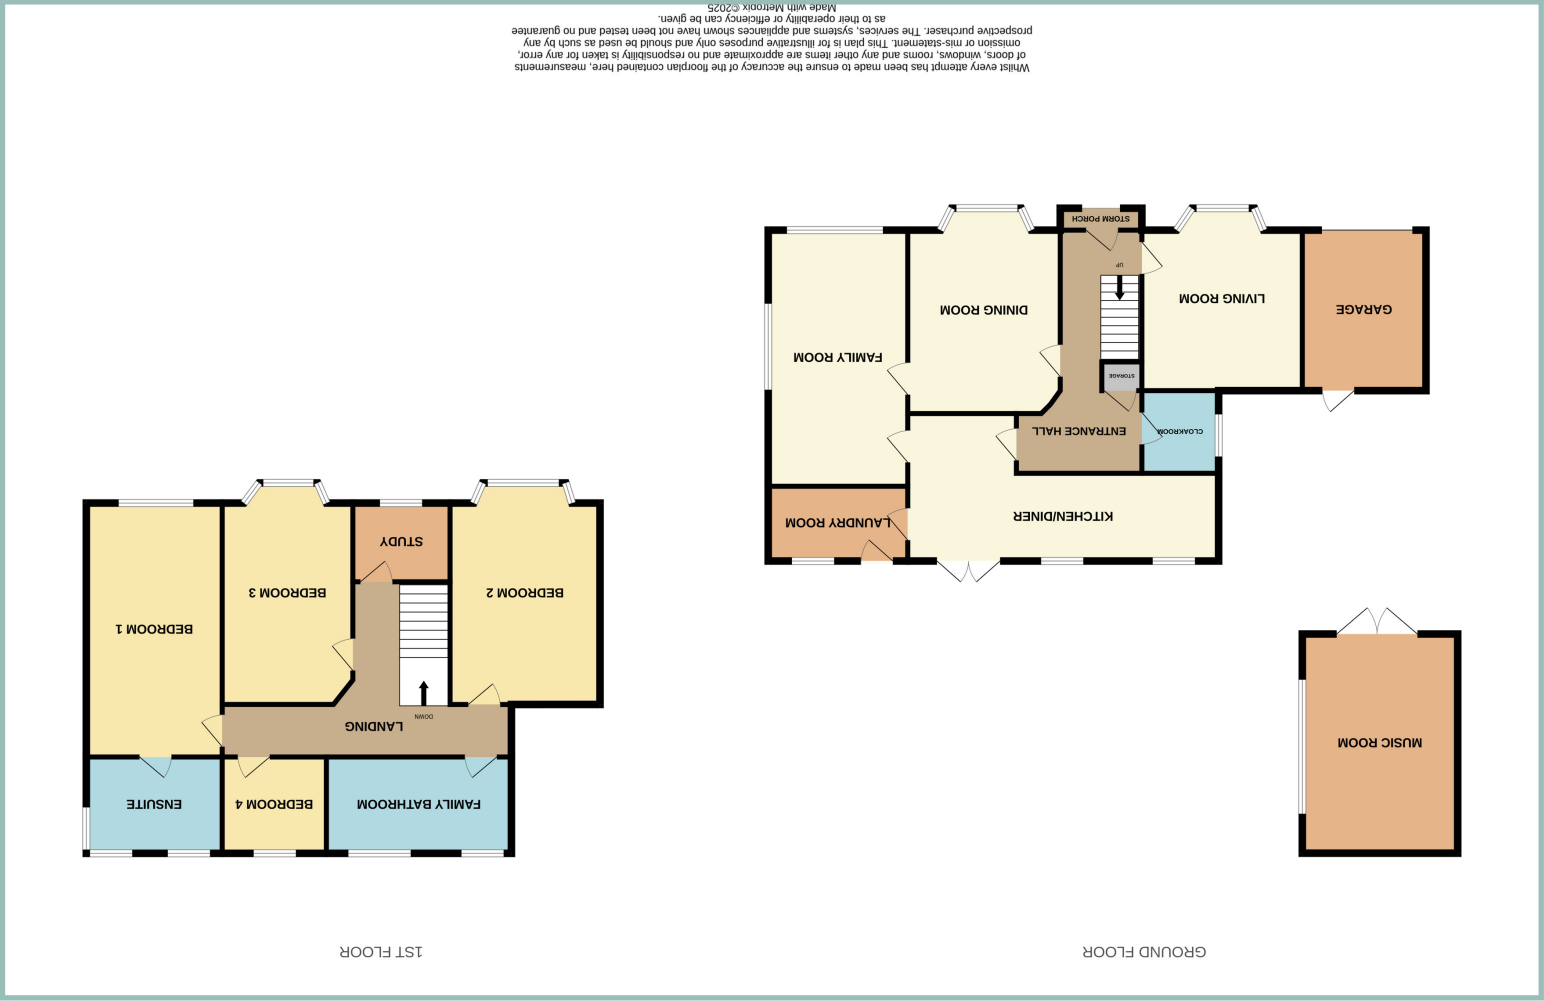 GROUND FLOOR
MUSIC ROOM
KITCHEN/DINER
LAUNDRY ROOM
CLOAKROOM
ENTRANCE HALL
STORAGE
FAMILY ROOM
GARAGE
LIVING ROOM
DINING ROOM
UP
STORM PORCH
1ST FLOOR
FAMILY BATHROOM
BEDROOM 4
ENSUITE
LANDING
DOWN
BEDROOM 1
BEDROOM 2
BEDROOM 3
STUDY
Whilst every attempt has been made to ensure the accuracy of the floorplan contained here, measurements
of doors, windows, rooms and any other items are approximate and no responsibility is taken for any error,
omission or mis-statement. This plan is for illustrative purposes only and should be used as such by any
prospective purchaser. The services, systems and appliances shown have not been tested and no guarantee
as to their operability or efficiency can be given.
Made with Metropix ©2025